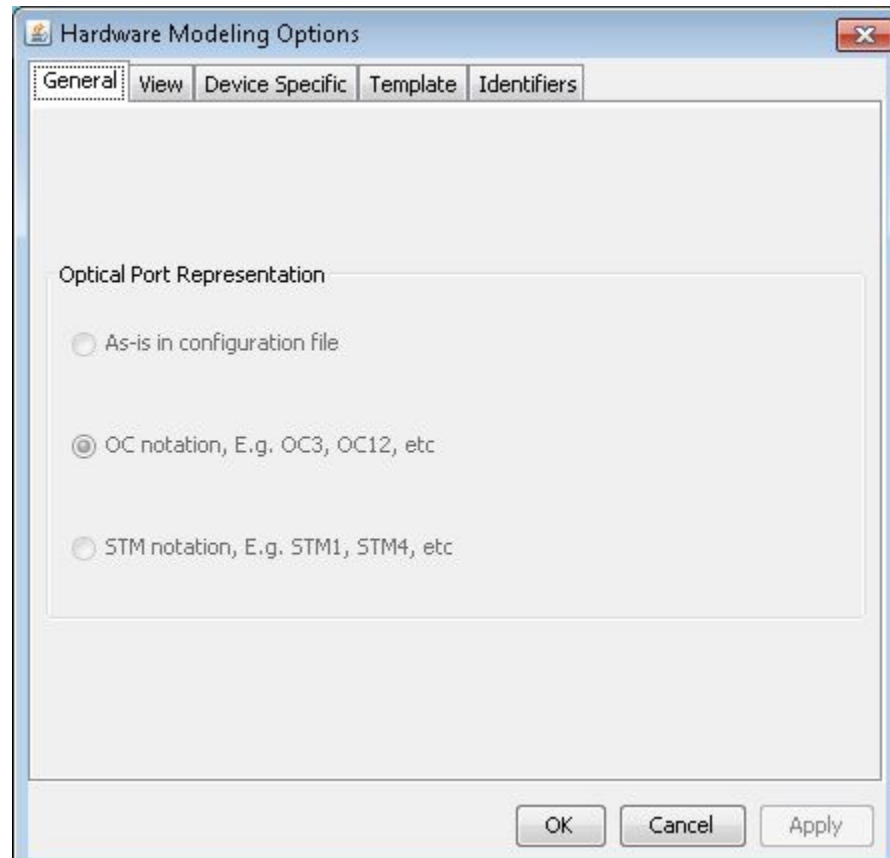 Hardware Modeling Options
General View Device Specific Template Identifiers
Optical Port Representation
As-is in configuration file
OC notation, E.g. OC3, OC12, etc
STM notation, E.g. STM1, STM4, etc
OK Cancel Apply